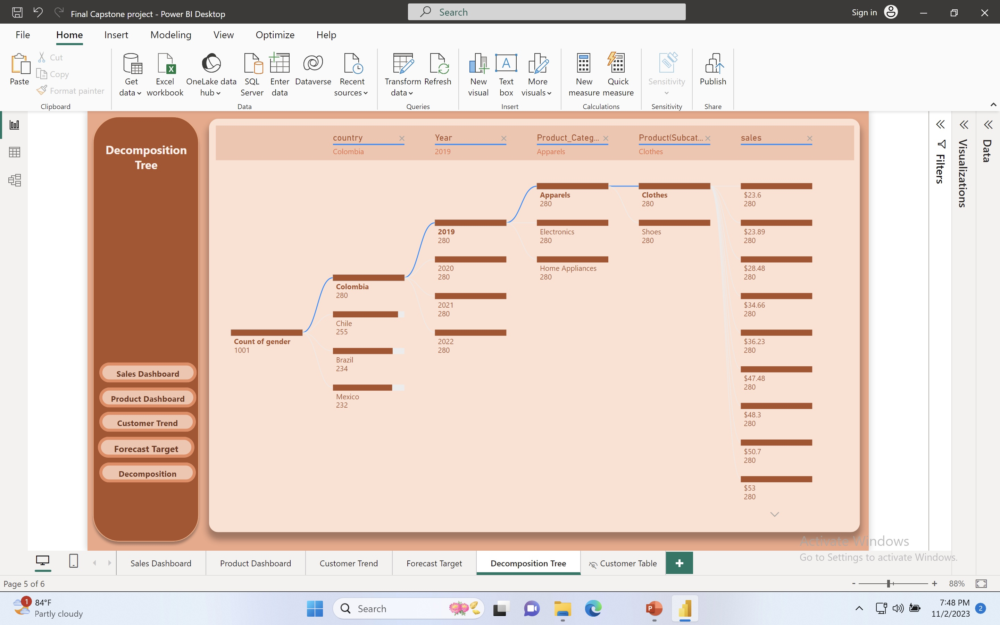 Final Capstone project - Power BI Desktop
Search
Sign in
File
Home
Insert
Modeling
View
Optimize
Help
Paste
Cut
Copy
Format painter
Clipboard
Get
data
Excel
workbook
OneLake data
hub
SQL
Server
Enter
data
Dataverse
Recent
sources
Data
Transform
data
Refresh
Queries
New
visual
Text
box
More
visuals
Insert
New
measure
Quick
measure
Calculations
Sensitivity
Sensitivity
Publish
Share
Decomposition
Tree
Sales Dashboard
Product Dashboard
Customer Trend
Forecast Target
Decomposition
country
Colombia
Year
2019
Product_Categ...
Apparels
Product(Subcat...
Clothes
sales
Count of gender
1001
Colombia
280
Chile
255
Brazil
234
Mexico
232
2019
280
2020
280
2021
280
2022
280
Apparels
280
Electronics
280
Home Appliances
280
Clothes
280
Shoes
280
$23.6
280
$23.89
280
$28.48
280
$34.66
280
$36.23
280
$47.48
280
$48.3
280
$50.7
280
$53
280
Filters
Visualizations
Data
Activate Windows
Go to Settings to activate Windows.
Sales Dashboard
Product Dashboard
Customer Trend
Forecast Target
Decomposition Tree
Customer Table
Page 5 of 6
- + 88%
1
84°F
Partly cloudy
Search
7:48 PM
11/2/2023
2